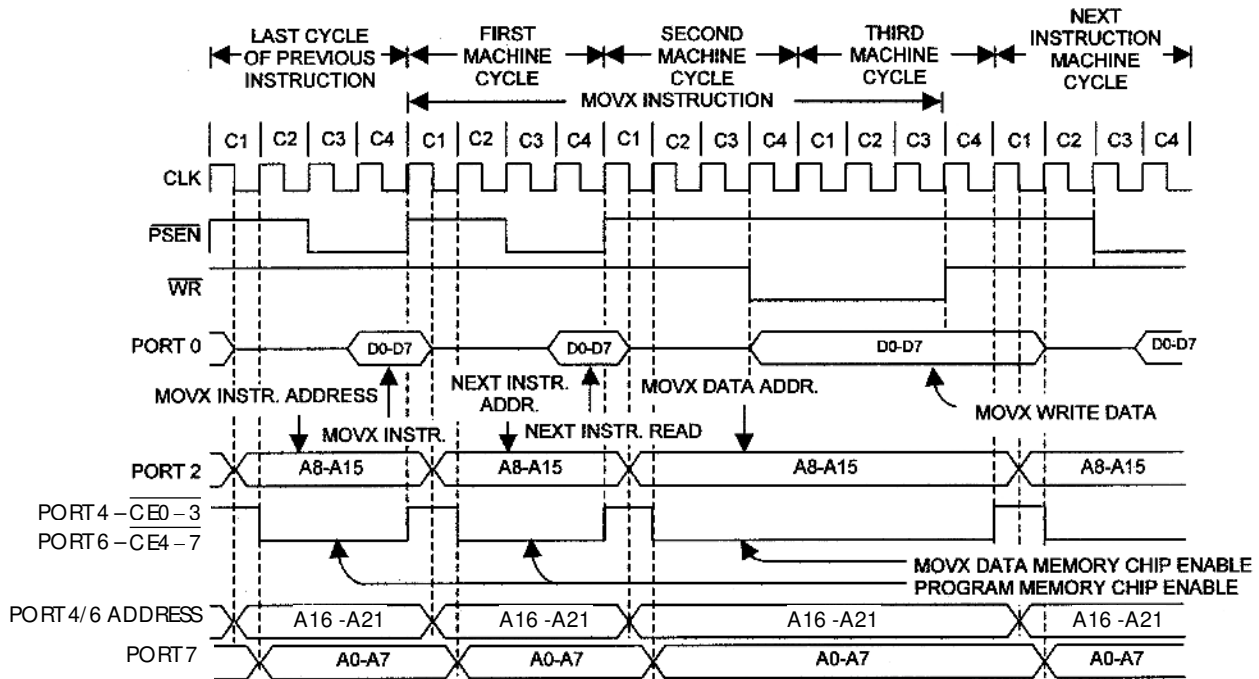 LAST CYCLE OF PREVIOUS INSTRUCTION
FIRST MACHINE CYCLE
SECOND MACHINE CYCLE
THIRD MACHINE CYCLE
NEXT INSTRUCTION MACHINE CYCLE
MOVX INSTRUCTION
C1 C2 C3 C4 C1 C2 C3 C4 C1 C2 C3 C4 C1 C2 C3 C4 C1 C2 C3 C4
CLK
PSEN
WR
PORT 0
D0-D7 D0-D7 D0-D7 D0-D7
MOVX INSTR. ADDRESS
MOVX INSTR.
NEXT INSTR. ADDR.
NEXT INSTR. READ
MOVX DATA ADDR.
MOVX WRITE DATA
PORT 2
A8-A15 A8-A15 A8-A15 A8-A15
PORT 4 – CE0 – 3
PORT 6 – CE4 – 7
MOVX DATA MEMORY CHIP ENABLE
PROGRAM MEMORY CHIP ENABLE
PORT 4/6 ADDRESS
A16 -A21 A16 -A21 A16 -A21 A16 -A21
PORT 7
A0-A7 A0-A7 A0-A7 A0-A7